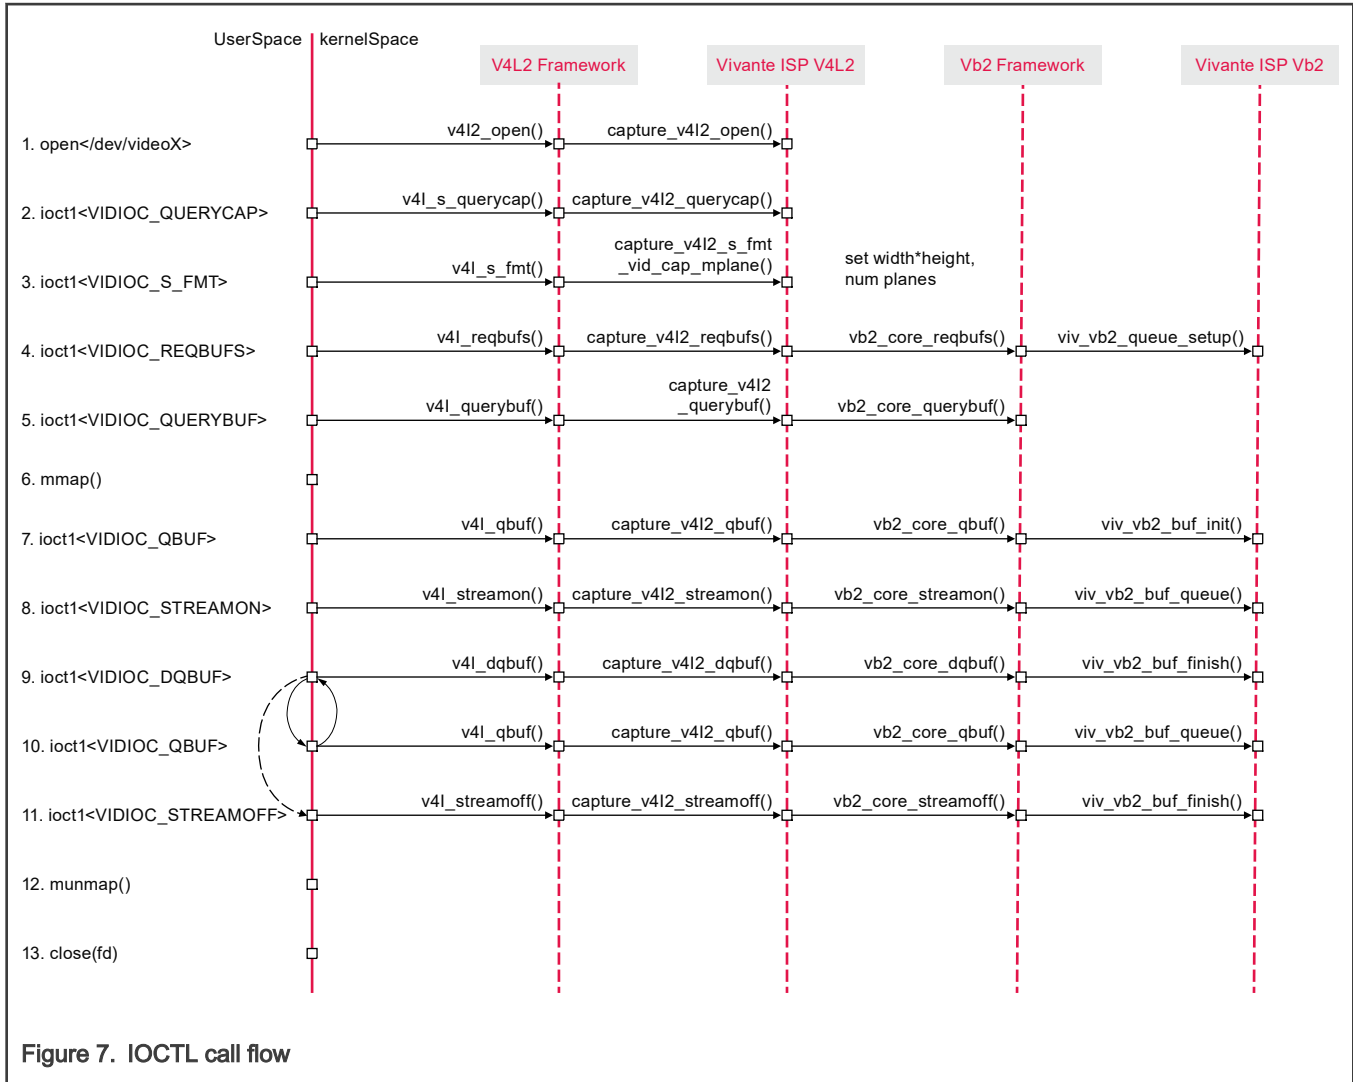 UserSpace kernelSpace
V4L2 Framework
Vivante ISP V4L2
Vb2 Framework
Vivante ISP Vb2
1. open</dev/videoX>
v4l2_open()
capture_v4l2_open()
2. ioct1<VIDIOC_QUERYCAP>
v4l_s_querycap()
capture_v4l2_querycap()
3. ioct1<VIDIOC_S_FMT>
v4l_s_fmt()
capture_v4l2_s_fmt
_vid_cap_mplane()
set width*height,
num planes
4. ioct1<VIDIOC_REQBUFS>
v4l_reqbufs()
capture_v4l2_reqbufs()
vb2_core_reqbufs()
viv_vb2_queue_setup()
5. ioct1<VIDIOC_QUERYBUF>
v4l_querybuf()
capture_v4l2
_querybuf()
vb2_core_querybuf()
6. mmap()
7. ioct1<VIDIOC_QBUF>
v4l_qbuf()
capture_v4l2_qbuf()
vb2_core_qbuf()
viv_vb2_buf_init()
8. ioct1<VIDIOC_STREAMON>
v4l_streamon()
capture_v4l2_streamon()
vb2_core_streamon()
viv_vb2_buf_queue()
9. ioct1<VIDIOC_DQBUF>
v4l_dqbuf()
capture_v4l2_dqbuf()
vb2_core_dqbuf()
viv_vb2_buf_finish()
10. ioct1<VIDIOC_QBUF>
v4l_qbuf()
capture_v4l2_qbuf()
vb2_core_qbuf()
viv_vb2_buf_queue()
11. ioct1<VIDIOC_STREAMOFF>
v4l_streamoff()
capture_v4l2_streamoff()
vb2_core_streamoff()
viv_vb2_buf_finish()
12. munmap()
13. close(fd)
Figure 7. IOCTL call flow